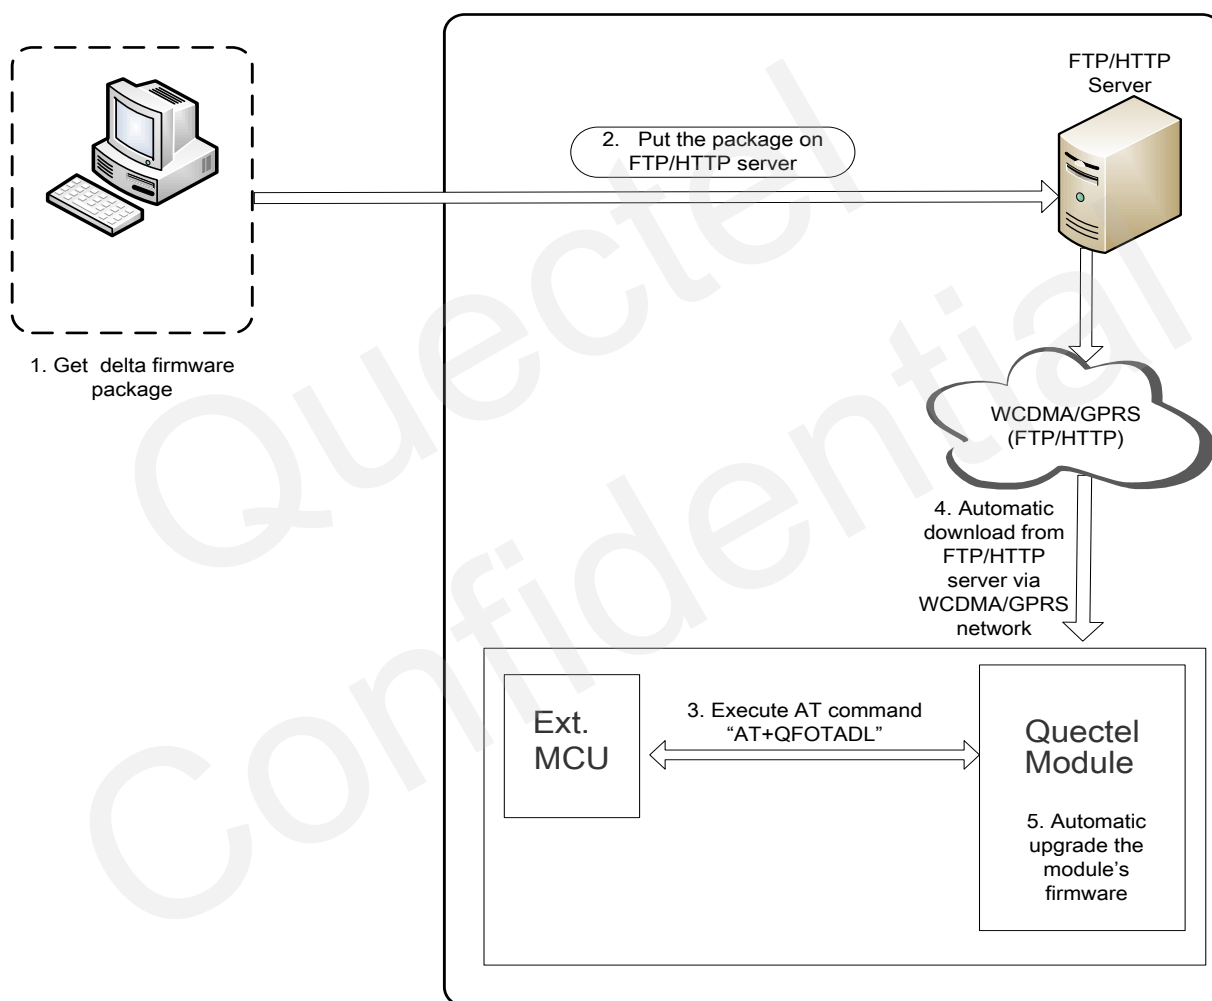 FTP/HTTP
Server
2. Put the package on
FTP/HTTP server
1. Get delta firmware
package
WCDMA/GPRS
(FTP/HTTP)
4. Automatic
download from
FTP/HTTP
server via
WCDMA/GPRS
network
Ext.
MCU
3. Execute AT command
“AT+QFOTADL”
Quectel
Module
5. Automatic
upgrade the
module’s
firmware
Quectel
Confidential